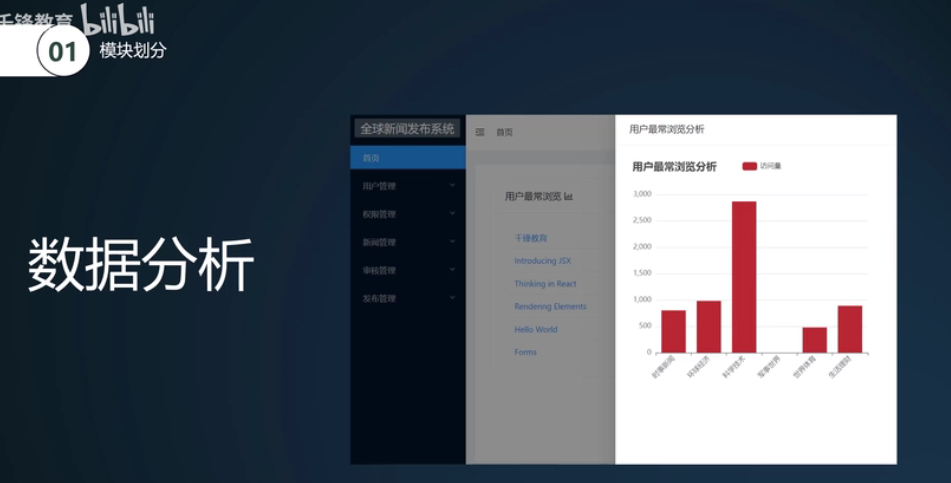 千锋教育 bilibili
01 模块划分
数据分析
全球新闻发布系统
首页
用户管理
权限管理
新闻管理
审核管理
发布管理
首页
用户最常浏览
千锋教育
Introducing JSX
Thinking in React
Rendering Elements
Hello World
Forms
用户最常浏览分析
用户最常浏览分析 访问量
3,000
2,500
2,000
1,500
1,000
500
0
时事新闻 环球经济 科学技术 军事世界 世界体育 生活理财